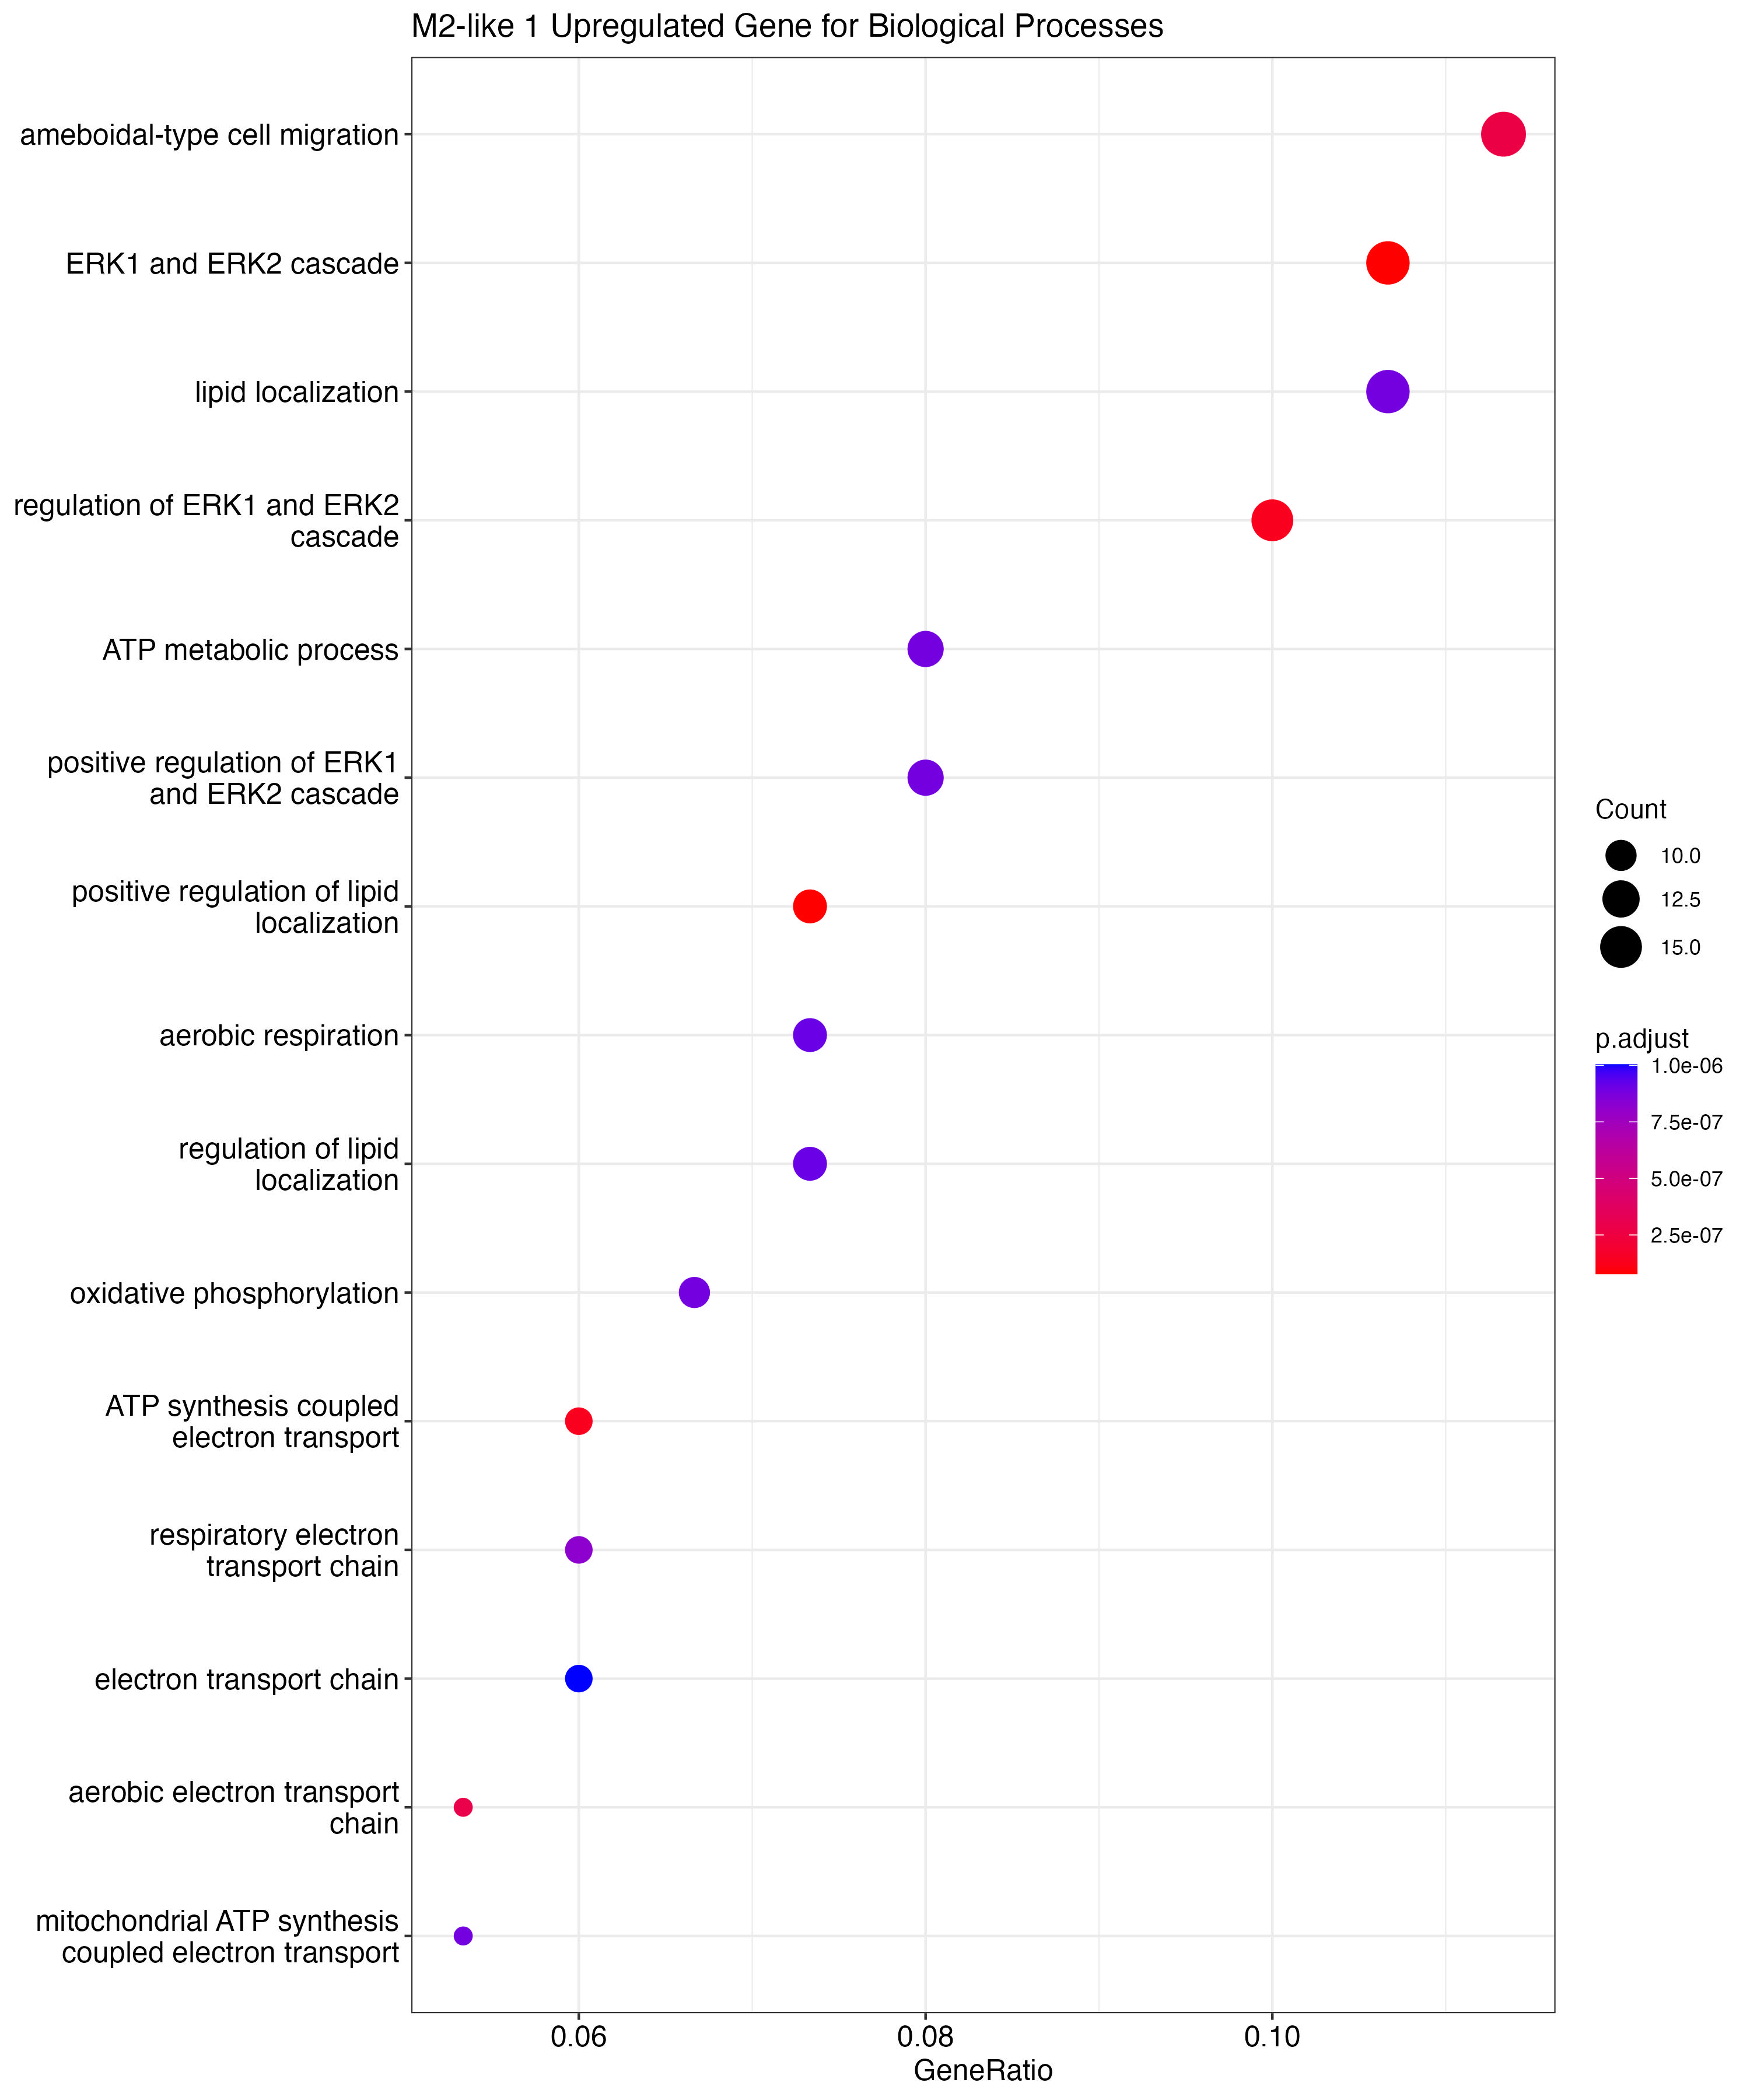 M2-like 1 Upregulated Gene for Biological Processes
ameboidal-type cell migration
ERK1 and ERK2 cascade
lipid localization
regulation of ERK1 and ERK2
cascade
ATP metabolic process
positive regulation of ERK1
and ERK2 cascade
positive regulation of lipid
localization
aerobic respiration
regulation of lipid
localization
oxidative phosphorylation
ATP synthesis coupled
electron transport
respiratory electron
transport chain
electron transport chain
aerobic electron transport
chain
mitochondrial ATP synthesis
coupled electron transport
0.06 0.08 0.10
GeneRatio
Count
10.0
12.5
15.0
p.adjust
1.0e-06
7.5e-07
5.0e-07
2.5e-07